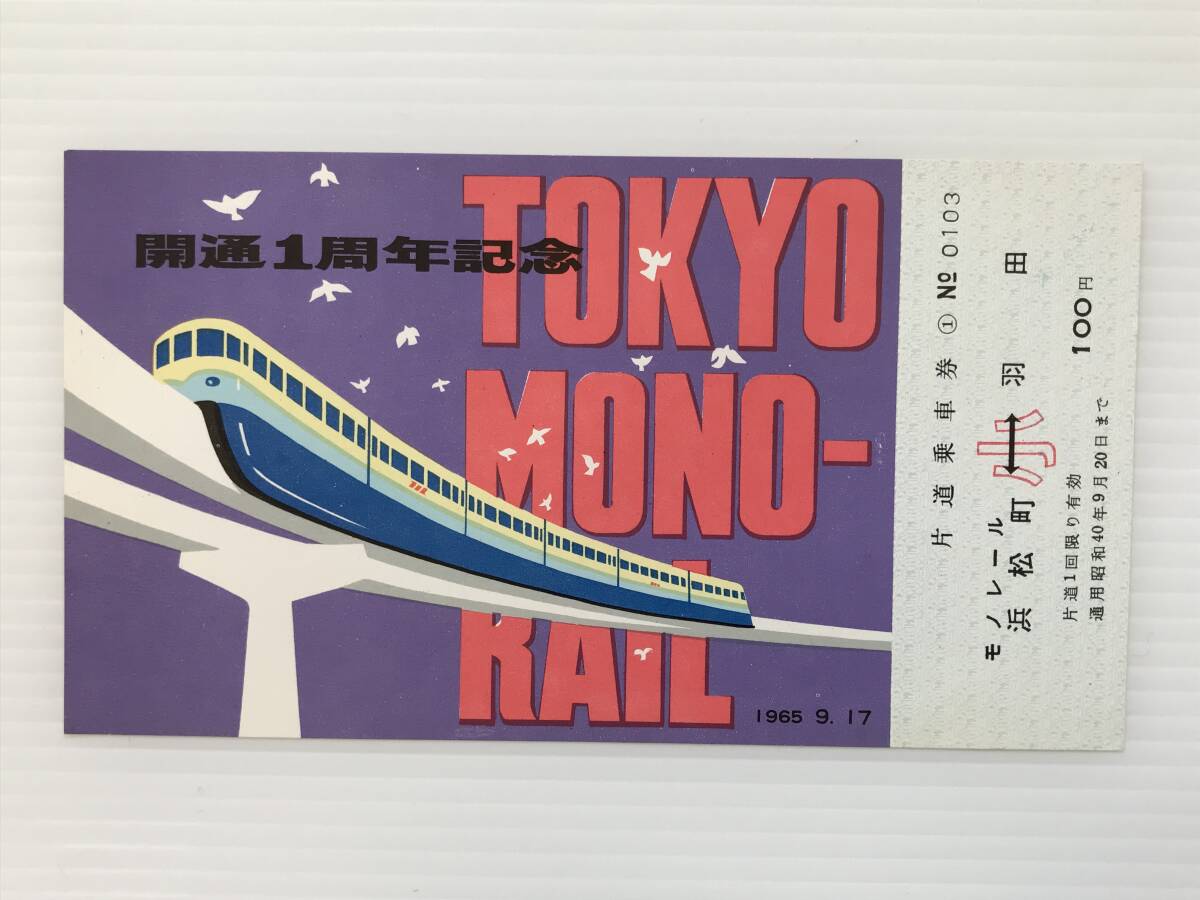 開通1周年記念
TOKYO
MONO-
RAIL
1965 9. 17
片道乗車券 ① № 00103
モノレール
浜松町 ↔ 羽田
小
100円
片道1回限り有効
通用昭和40年9月20日まで